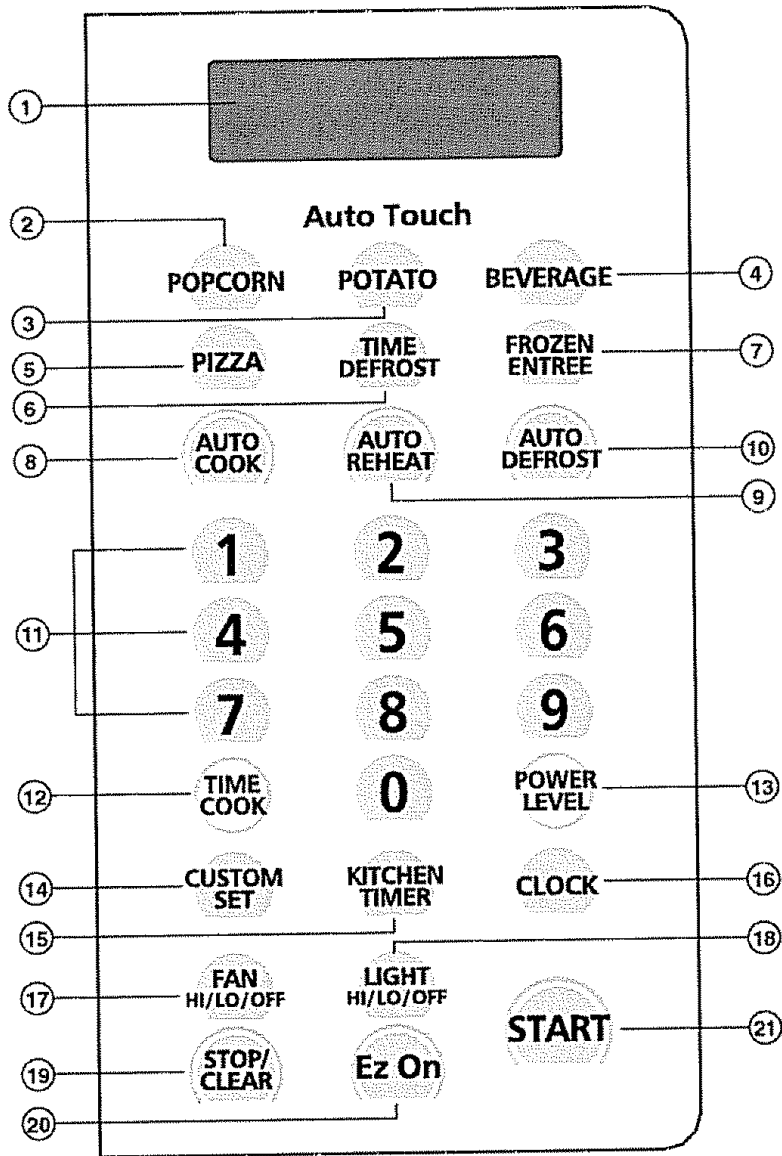 1
Auto Touch
2
POPCORN
POTATO
BEVERAGE
4
3
5
PIZZA
TIME
DEFROST
FROZEN
ENTREE
7
6
8
AUTO
COOK
AUTO
REHEAT
AUTO
DEFROST
10
9
1
2
3
11
4
5
6
7
8
9
12
TIME
COOK
0
POWER
LEVEL
13
14
CUSTOM
SET
KITCHEN
TIMER
CLOCK
16
15
18
17
FAN
HI/LO/OFF
LIGHT
HI/LO/OFF
START
21
19
STOP/
CLEAR
Ez On
20